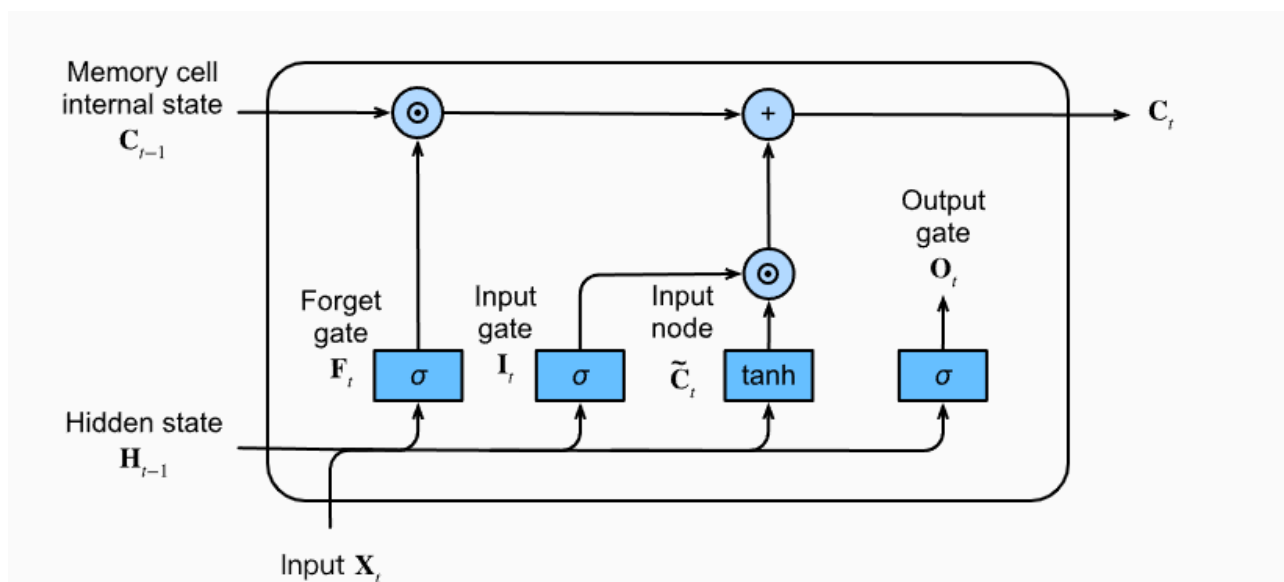 Memory cell
internal state
C_{t−1}
⊙
+
C_t
Output
gate
O_t
⊙
Forget
gate
F_t
Input
gate
I_t
Input
node
C̃_t
σ
σ
tanh
σ
Hidden state
H_{t−1}
Input X_t